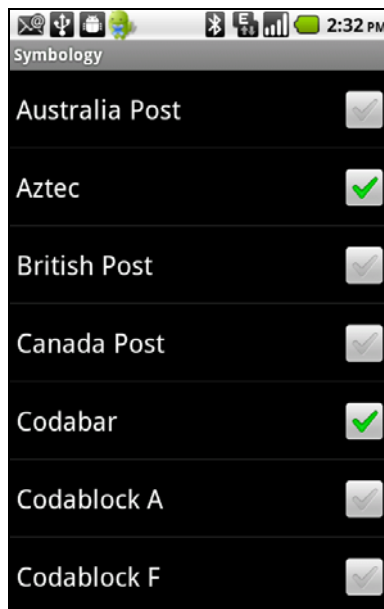 2:32 PM
Symbology
Australia Post
Aztec
British Post
Canada Post
Codabar
Codablock A
Codablock F